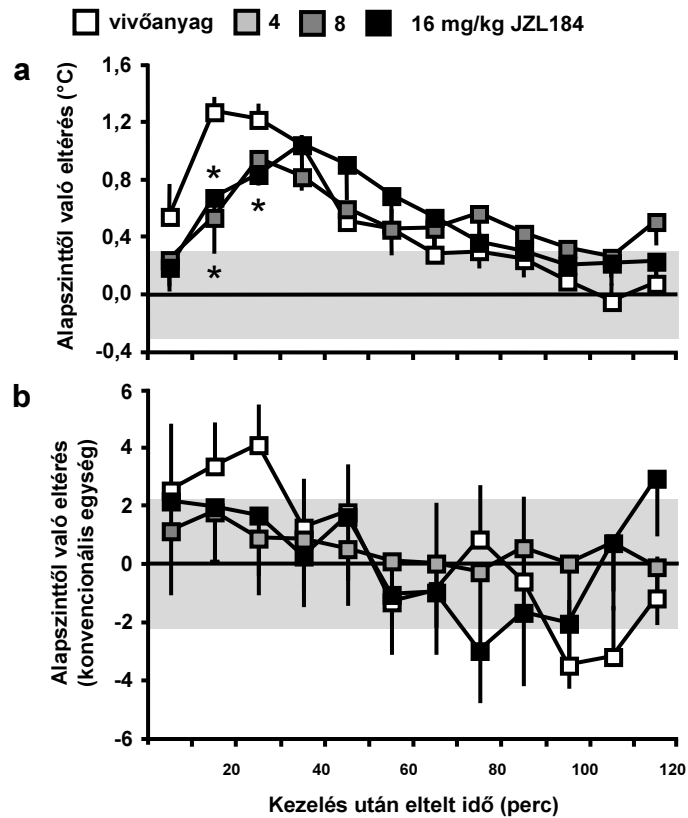 vivőanyag 4 8 16 mg/kg JZL184
a
Alapszinttől való eltérés (°C)
1,6
1,2
0,8
0,4
0,0
-0,4
*
*
*
b
Alapszinttől való eltérés
(konvencionális egység)
6
4
2
0
-2
-4
-6
20 40 60 80 100 120
Kezelés után eltelt idő (perc)